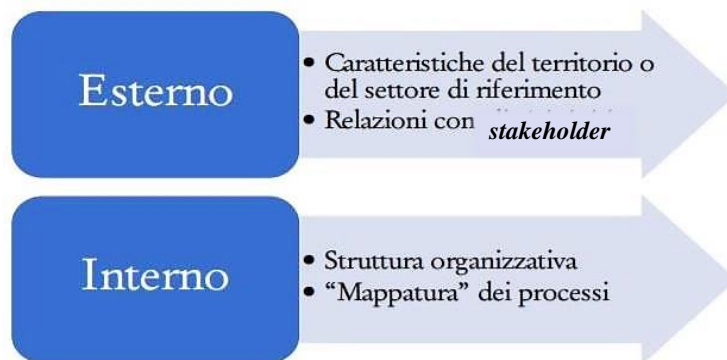 Esterno
• Caratteristiche del territorio o
del settore di riferimento
• Relazioni con stakeholder
Interno
• Struttura organizzativa
• “Mappatura” dei processi